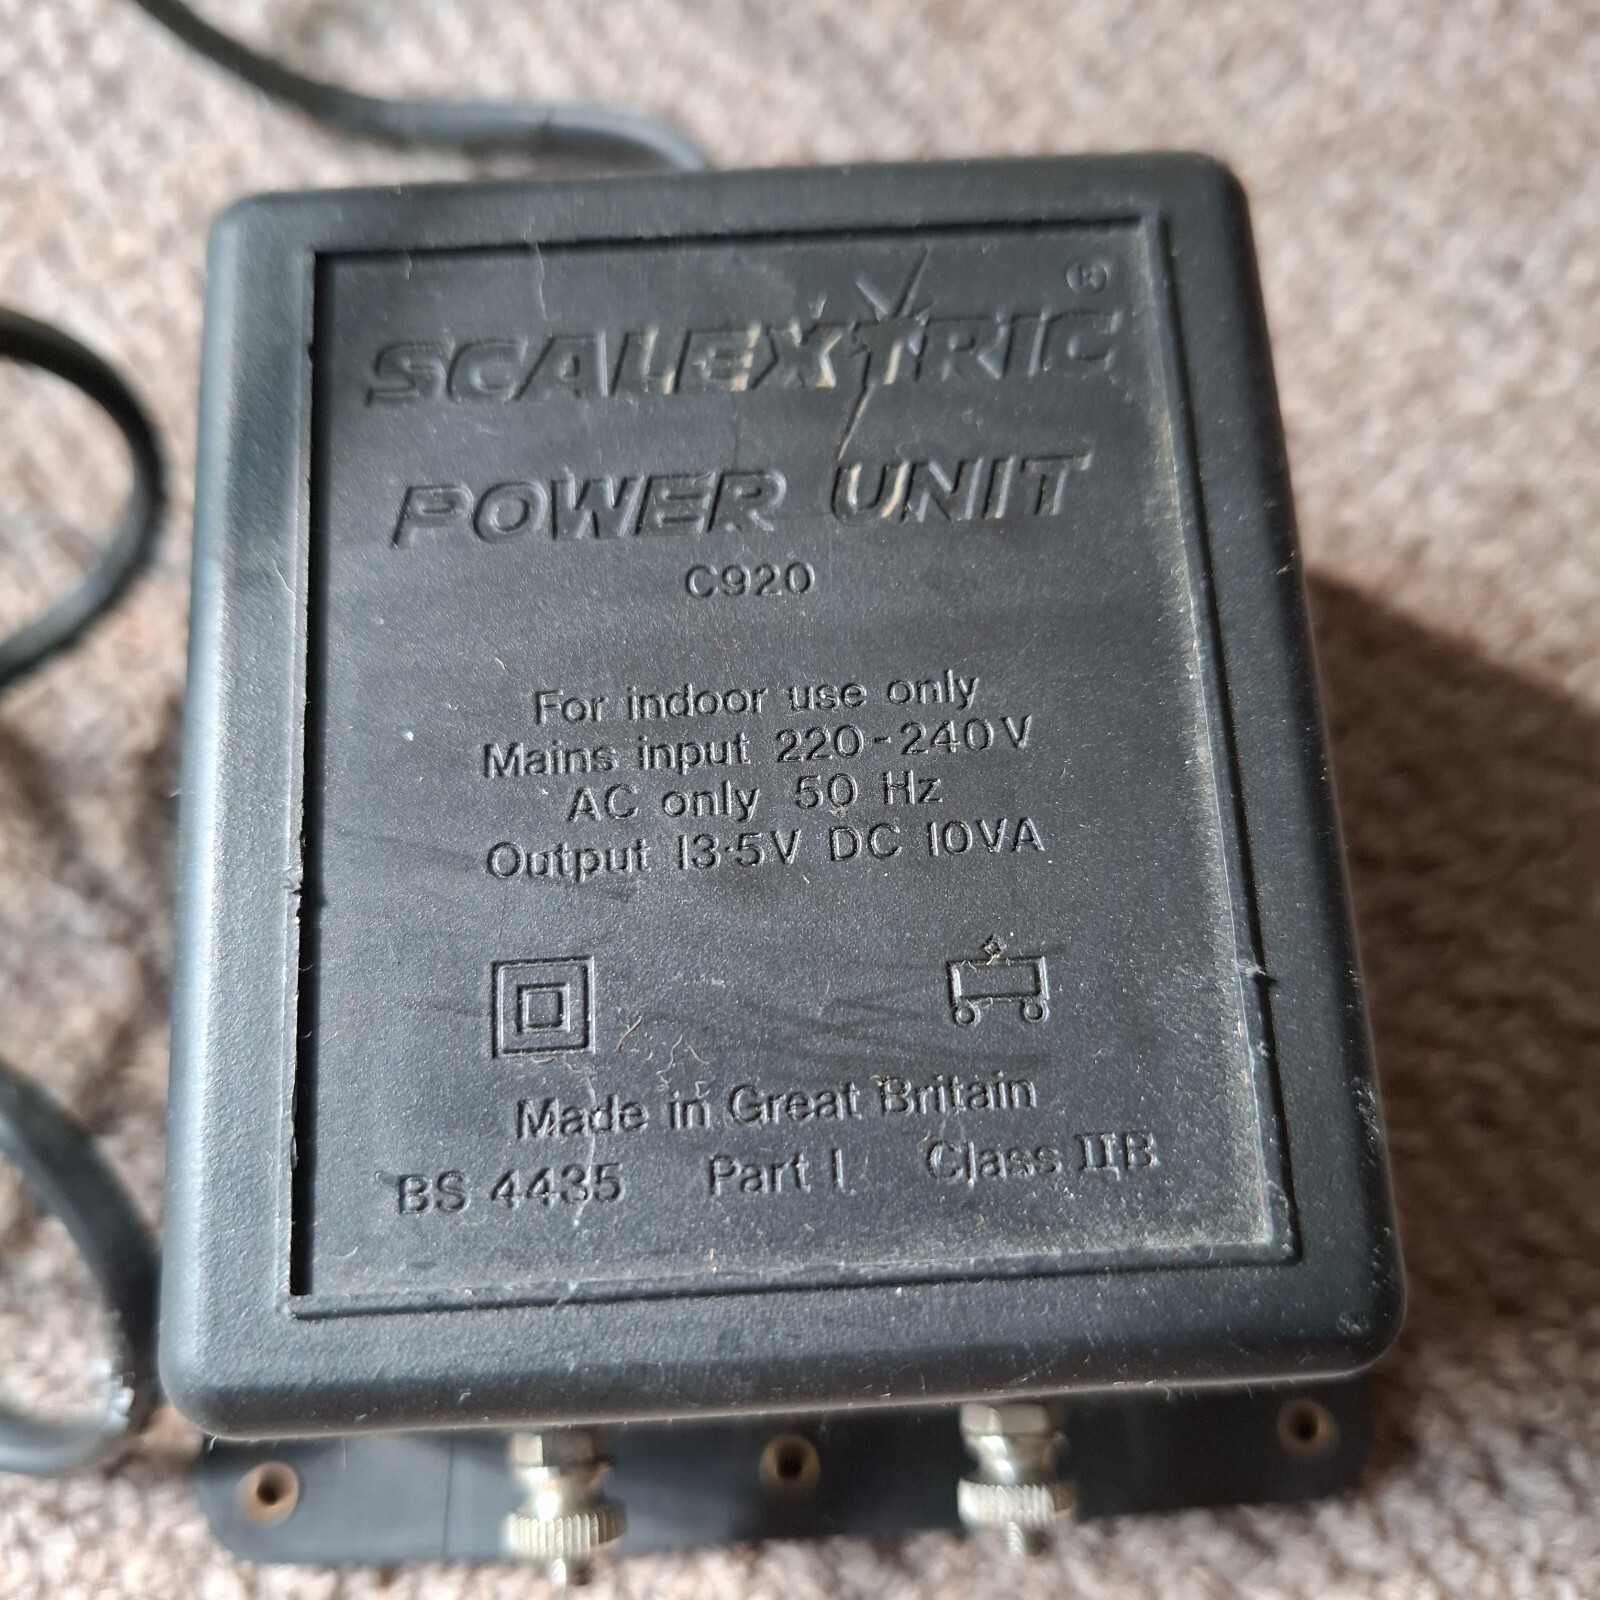 SCALEXTRIC®
POWER UNIT
C920
For indoor use only
Mains input 220-240V
AC only 50 Hz
Output 13·5V DC 10VA
Made in Great Britain
BS 4435 Part 1 Class IIB